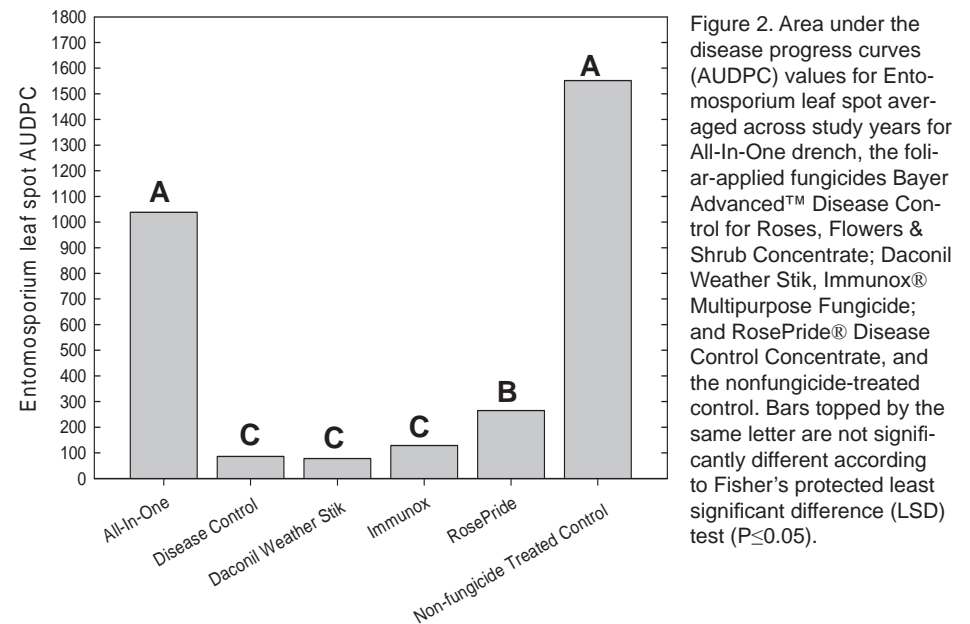 1800
1700
1600
1500
1400
1300
1200
1100
1000
900
800
700
600
500
400
300
200
100
0
Entomosporium leaf spot AUDPC
A
C
C
C
B
A
All-In-One
Disease Control
Daconil Weather Stik
Immunox
RosePride
Non-fungicide Treated Control
Figure 2. Area under the
disease progress curves
(AUDPC) values for Ento-
mosporium leaf spot aver-
aged across study years for
All-In-One drench, the foli-
ar-applied fungicides Bayer
Advanced™ Disease Con-
trol for Roses, Flowers &
Shrub Concentrate; Daconil
Weather Stik, Immunox®
Multipurpose Fungicide;
and RosePride® Disease
Control Concentrate, and
the nonfungicide-treated
control. Bars topped by the
same letter are not signifi-
cantly different according
to Fisher's protected least
significant difference (LSD)
test (P≤0.05).